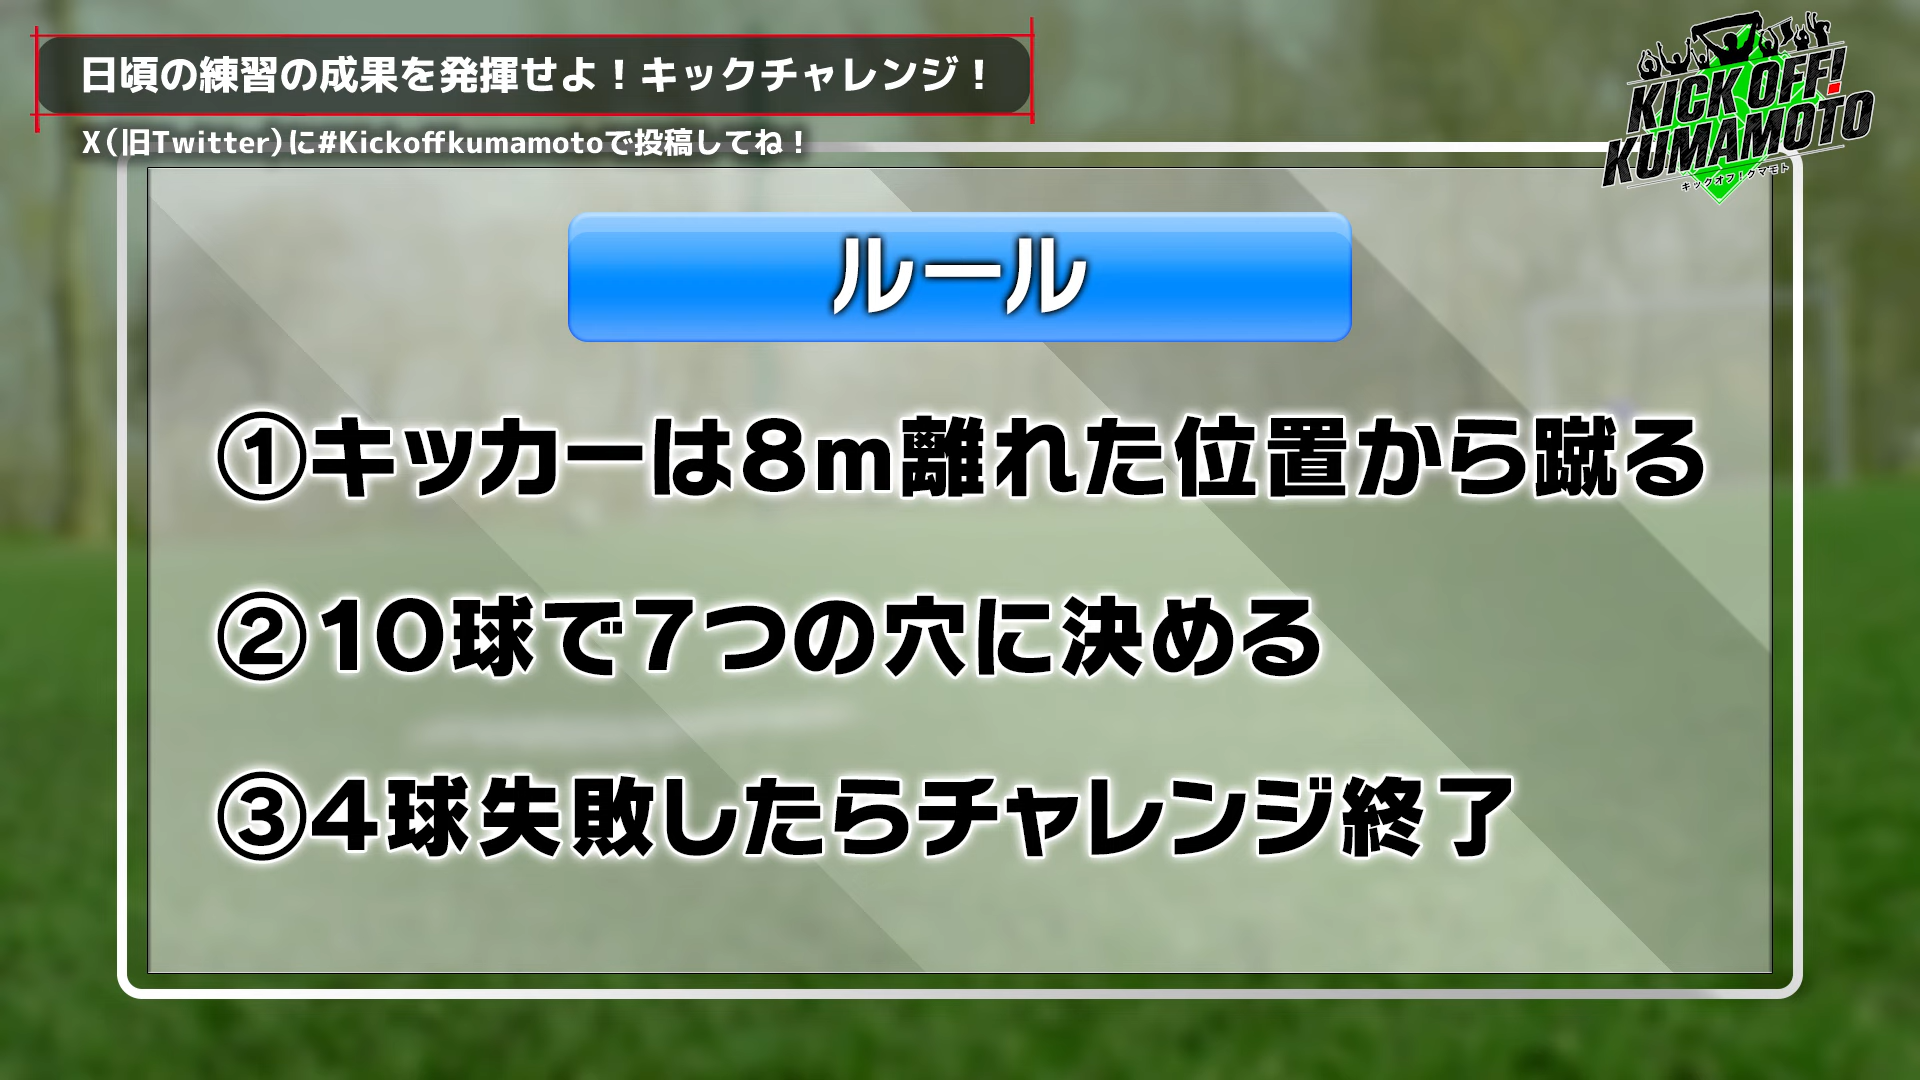 日頃の練習の成果を発揮せよ！キックチャレンジ！
X（旧Twitter）に#Kickoffkumamotoで投稿してね！
KICK OFF!
KUMAMOTO
キックオフ！クマモト
ルール
①キッカーは8m離れた位置から蹴る
②10球で7つの穴に決める
③4球失敗したらチャレンジ終了